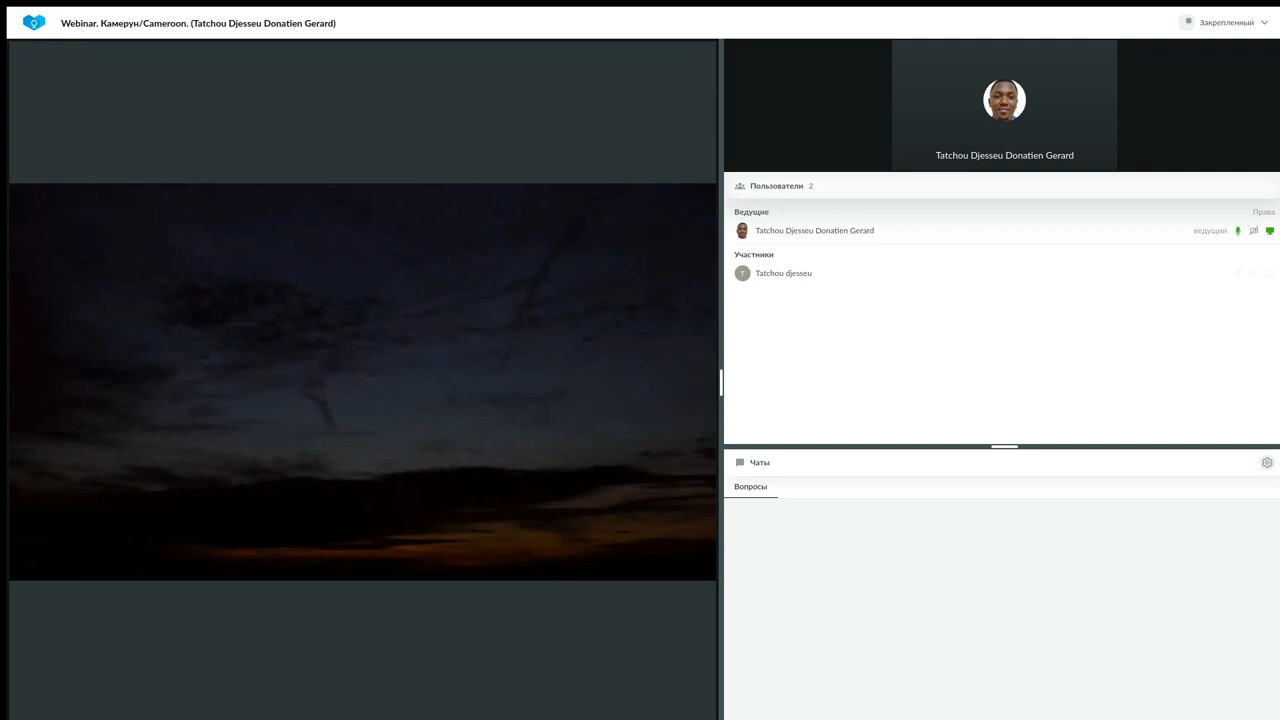 Webinar. Камерун/Cameroon. (Tatchou Djesseu Donatien Gerard)
Закрепленный
Tatchou Djesseu Donatien Gerard
Пользователи 2
Ведущие
Права
Tatchou Djesseu Donatien Gerard
ведущий
Участники
T
Tatchou djesseu
Чаты
Вопросы